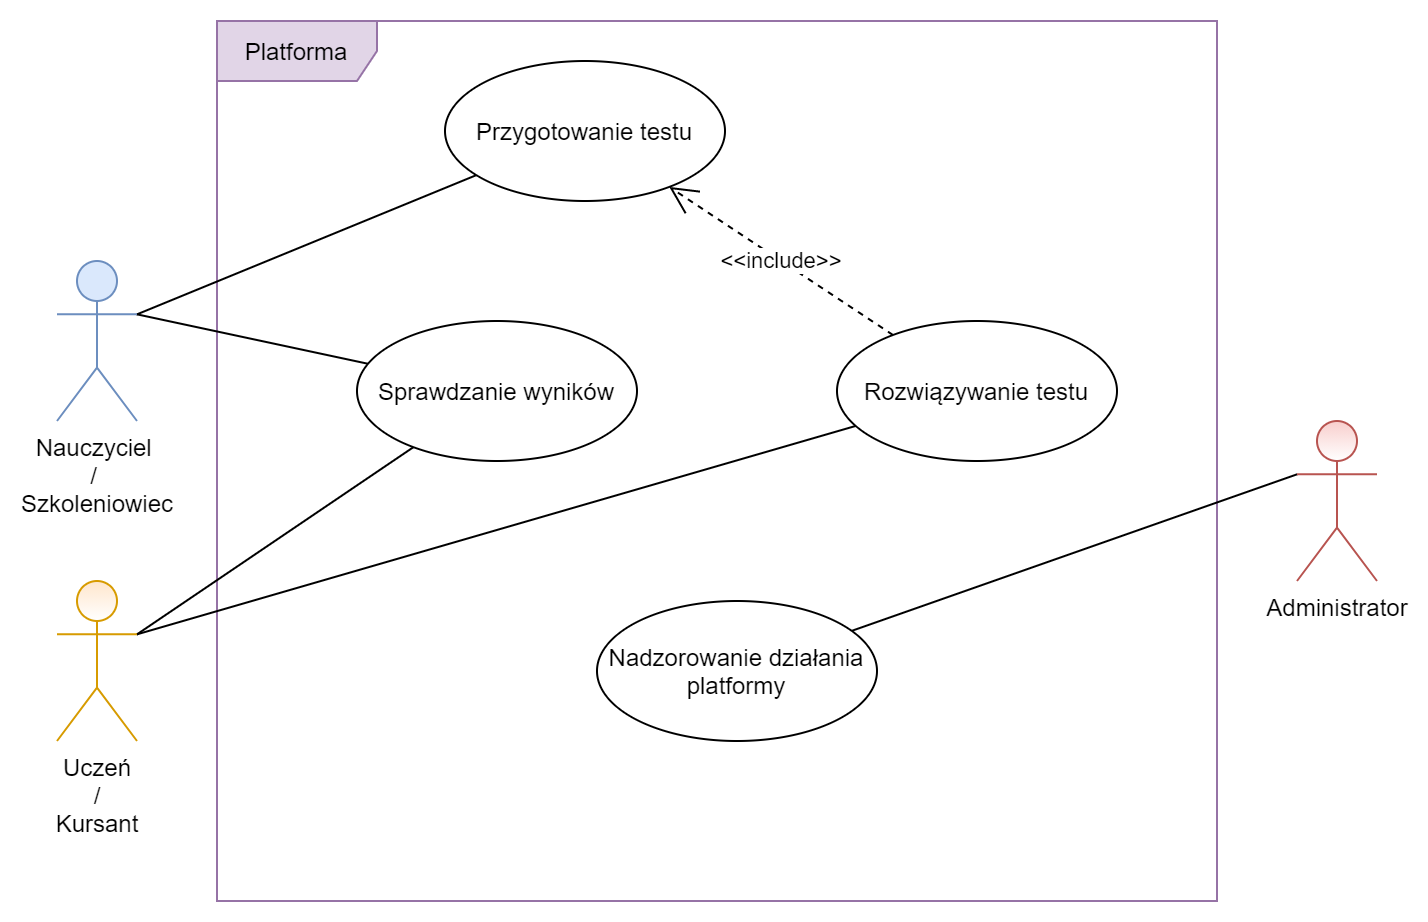 Platforma
Przygotowanie testu
<<include>>
Sprawdzanie wyników
Rozwiązywanie testu
Nauczyciel
/
Szkoleniowiec
Administrator
Nadzorowanie działania
platformy
Uczeń
/
Kursant